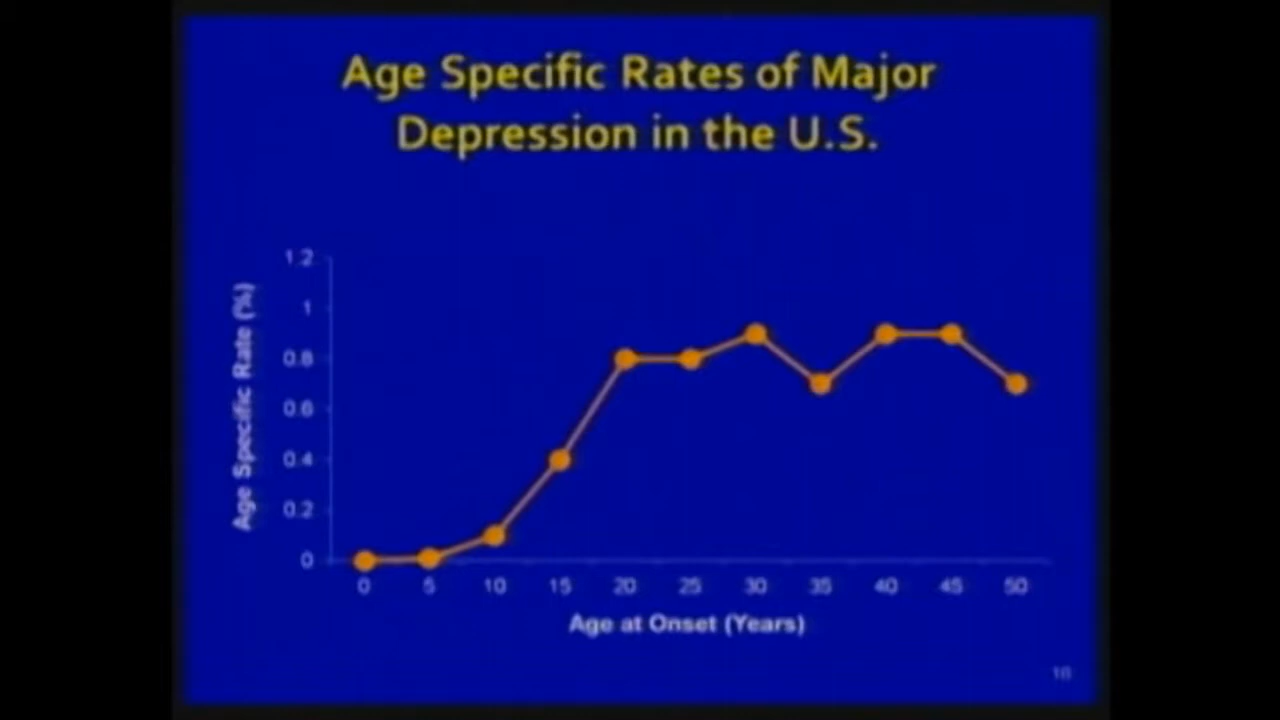 Age Specific Rates of Major
Depression in the U.S.
Age Specific Rate (%)
1.2
1
0.8
0.6
0.4
0.2
0
0 5 10 15 20 25 30 35 40 45 50
Age at Onset (Years)